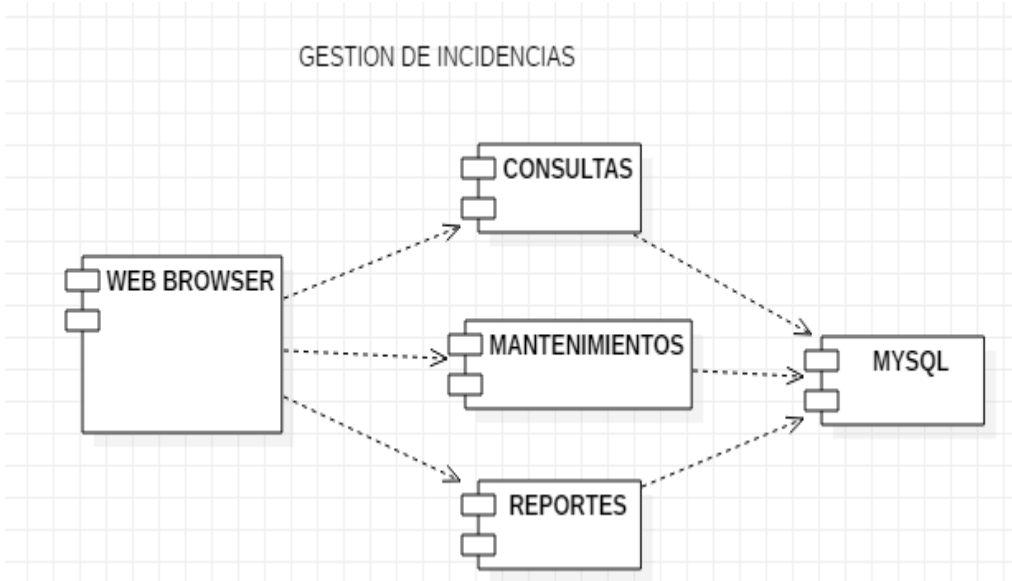 GESTION DE INCIDENCIAS
CONSULTAS
WEB BROWSER
MANTENIMIENTOS
MYSQL
REPORTES